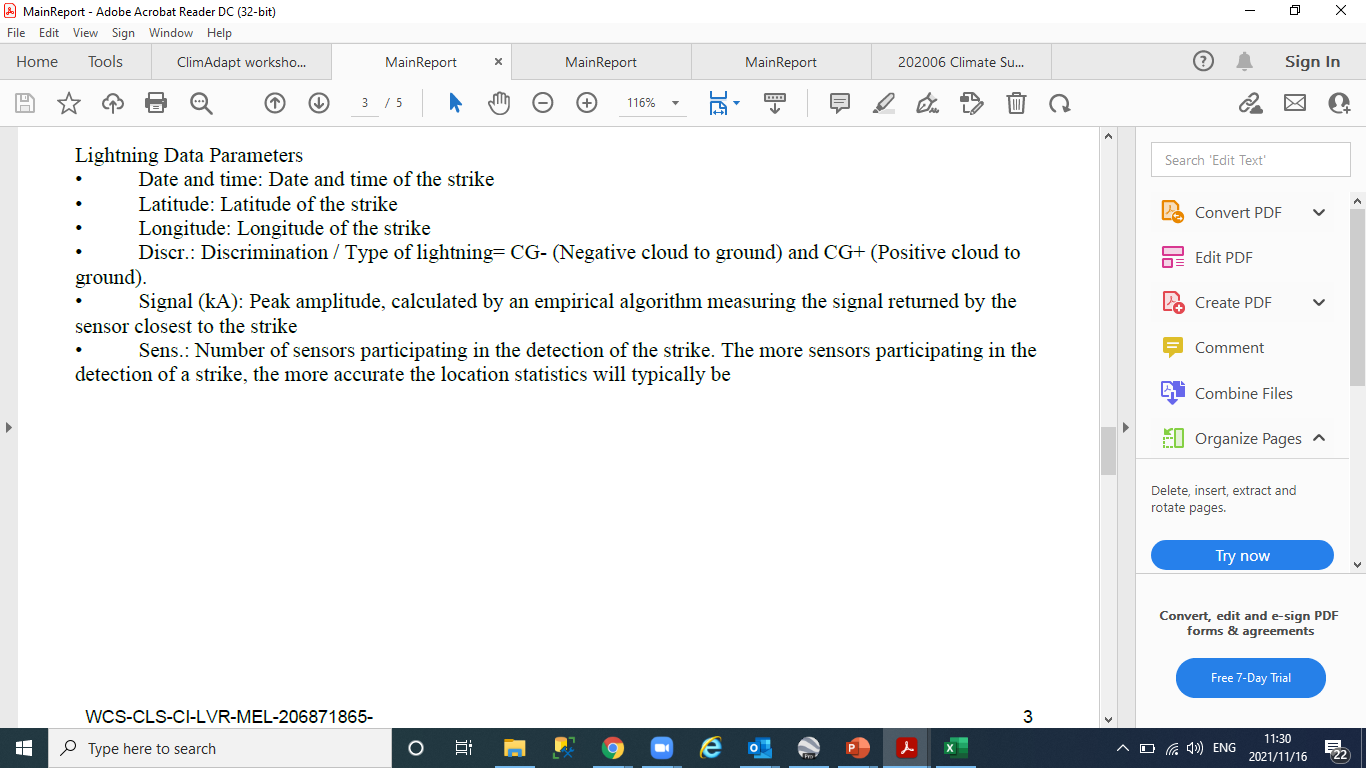 MainReport - Adobe Acrobat Reader DC (32-bit)
File Edit View Sign Window Help
Home Tools ClimAdapt worksho... MainReport × MainReport MainReport 202006 Climate Su... Sign In
3 / 5 116%
Lightning Data Parameters
• Date and time: Date and time of the strike
• Latitude: Latitude of the strike
• Longitude: Longitude of the strike
• Discr.: Discrimination / Type of lightning= CG- (Negative cloud to ground) and CG+ (Positive cloud to
ground).
• Signal (kA): Peak amplitude, calculated by an empirical algorithm measuring the signal returned by the
sensor closest to the strike
• Sens.: Number of sensors participating in the detection of the strike. The more sensors participating in the
detection of a strike, the more accurate the location statistics will typically be
WCS-CLS-CI-LVR-MEL-206871865- 3
Search 'Edit Text'
Convert PDF
Edit PDF
Create PDF
Comment
Combine Files
Organize Pages
Delete, insert, extract and
rotate pages.
Try now
Convert, edit and e-sign PDF
forms & agreements
Free 7-Day Trial
Type here to search
ENG
11:30
2021/11/16
22